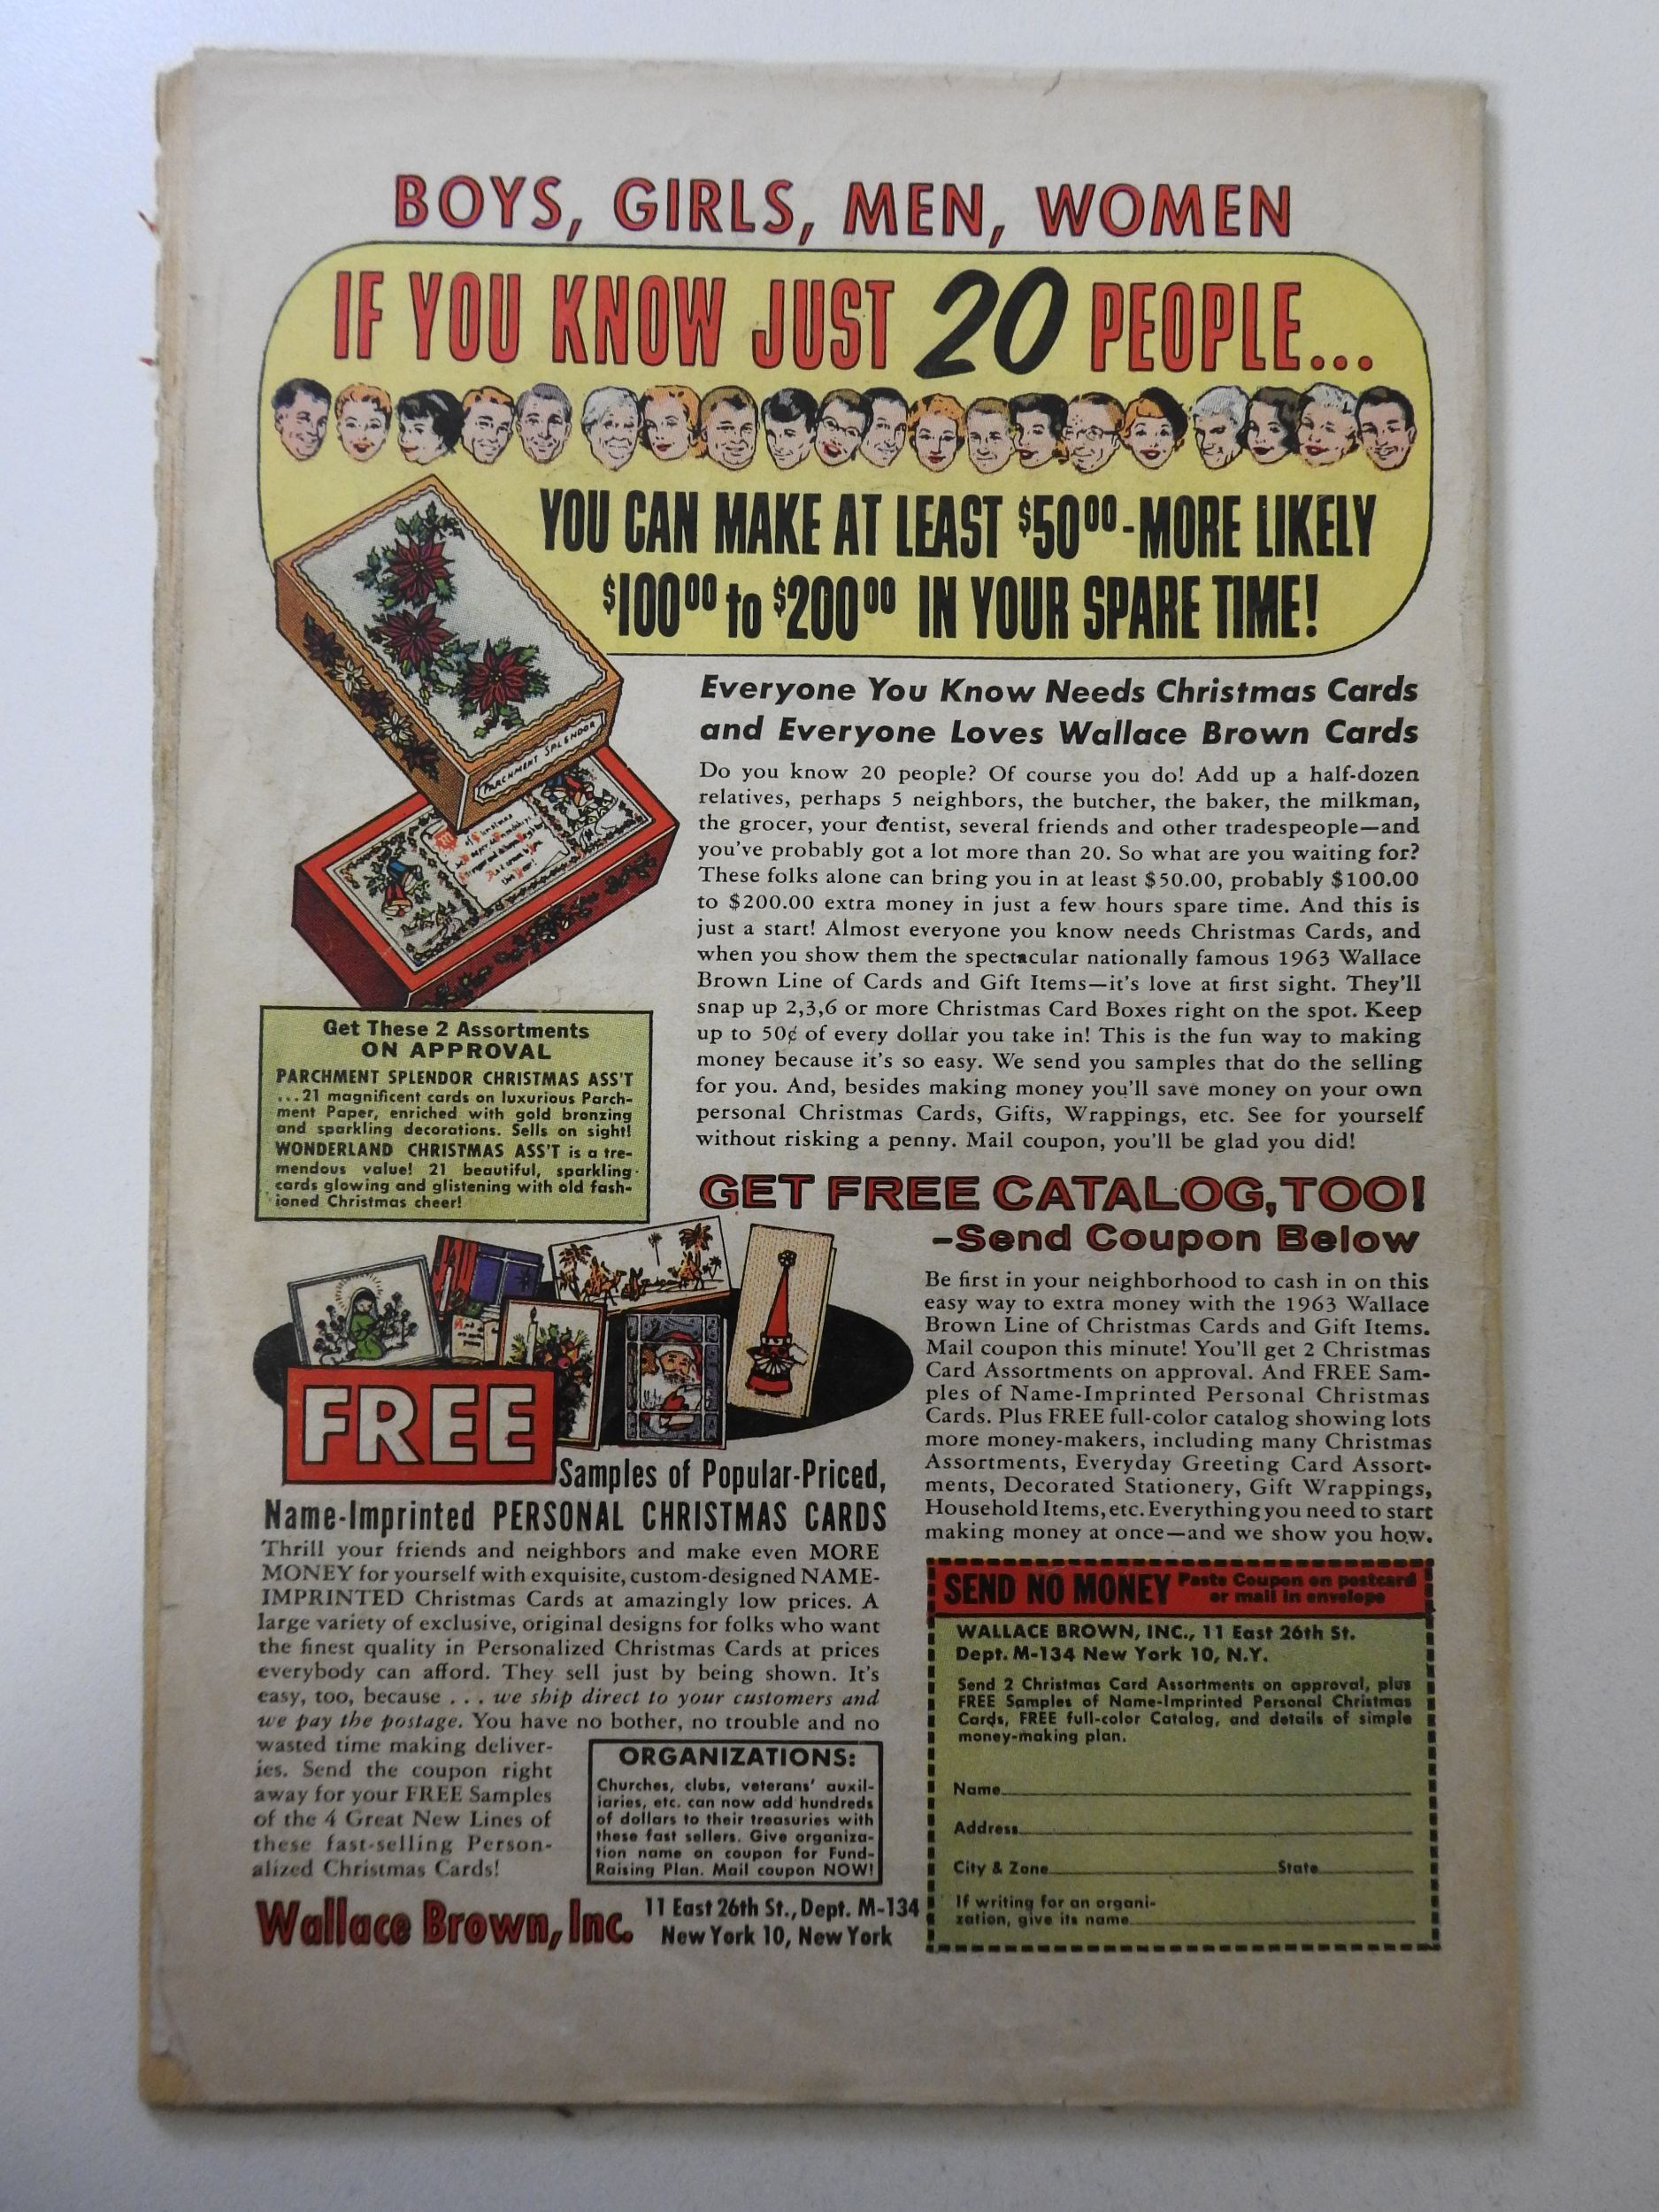 BOYS, GIRLS, MEN, WOMEN
IF YOU KNOW JUST 20 PEOPLE...
YOU CAN MAKE AT LEAST $50⁰⁰-MORE LIKELY
$100⁰⁰ to $200⁰⁰ IN YOUR SPARE TIME!
PARCHMENT SPLENDOR
Everyone You Know Needs Christmas Cards
and Everyone Loves Wallace Brown Cards
Do you know 20 people? Of course you do! Add up a half-dozen
relatives, perhaps 5 neighbors, the butcher, the baker, the milkman,
the grocer, your dentist, several friends and other tradespeople—and
you've probably got a lot more than 20. So what are you waiting for?
These folks alone can bring you in at least $50.00, probably $100.00
to $200.00 extra money in just a few hours spare time. And this is
just a start! Almost everyone you know needs Christmas Cards, and
when you show them the spectacular nationally famous 1963 Wallace
Brown Line of Cards and Gift Items—it's love at first sight. They'll
snap up 2,3,6 or more Christmas Card Boxes right on the spot. Keep
up to 50¢ of every dollar you take in! This is the fun way to making
money because it's so easy. We send you samples that do the selling
for you. And, besides making money you'll save money on your own
personal Christmas Cards, Gifts, Wrappings, etc. See for yourself
without risking a penny. Mail coupon, you'll be glad you did!
Get These 2 Assortments
ON APPROVAL
PARCHMENT SPLENDOR CHRISTMAS ASS'T
...21 magnificent cards on luxurious Parch-
ment Paper, enriched with gold bronzing
and sparkling decorations. Sells on sight!
WONDERLAND CHRISTMAS ASS'T is a tre-
mendous value! 21 beautiful, sparkling
cards glowing and glistening with old fash-
ioned Christmas cheer!
GET FREE CATALOG, TOO!
-Send Coupon Below
Be first in your neighborhood to cash in on this
easy way to extra money with the 1963 Wallace
Brown Line of Christmas Cards and Gift Items.
Mail coupon this minute! You'll get 2 Christmas
Card Assortments on approval. And FREE Sam-
ples of Name-Imprinted Personal Christmas
Cards. Plus FREE full-color catalog showing lots
more money-makers, including many Christmas
Assortments, Everyday Greeting Card Assort-
ments, Decorated Stationery, Gift Wrappings,
Household Items, etc. Everything you need to start
making money at once—and we show you how.
FREE
Samples of Popular-Priced,
Name-Imprinted PERSONAL CHRISTMAS CARDS
Thrill your friends and neighbors and make even MORE
MONEY for yourself with exquisite, custom-designed NAME-
IMPRINTED Christmas Cards at amazingly low prices. A
large variety of exclusive, original designs for folks who want
the finest quality in Personalized Christmas Cards at prices
everybody can afford. They sell just by being shown. It's
easy, too, because . . . we ship direct to your customers and
we pay the postage. You have no bother, no trouble and no
wasted time making deliver-
ies. Send the coupon right
away for your FREE Samples
of the 4 Great New Lines of
these fast-selling Person-
alized Christmas Cards!
ORGANIZATIONS:
Churches, clubs, veterans' auxil-
iaries, etc. can now add hundreds
of dollars to their treasuries with
these fast sellers. Give organiza-
tion name on coupon for Fund-
Raising Plan. Mail coupon NOW!
Wallace Brown, Inc.
11 East 26th St., Dept. M-134
New York 10, New York
SEND NO MONEY Paste Coupon on postcard
or mail in envelope
WALLACE BROWN, INC., 11 East 26th St.
Dept. M-134 New York 10, N.Y.
Send 2 Christmas Card Assortments on approval, plus
FREE Samples of Name-Imprinted Personal Christmas
Cards, FREE full-color Catalog, and details of simple
money-making plan.
Name
Address
City & Zone State
If writing for an organi-
zation, give its name